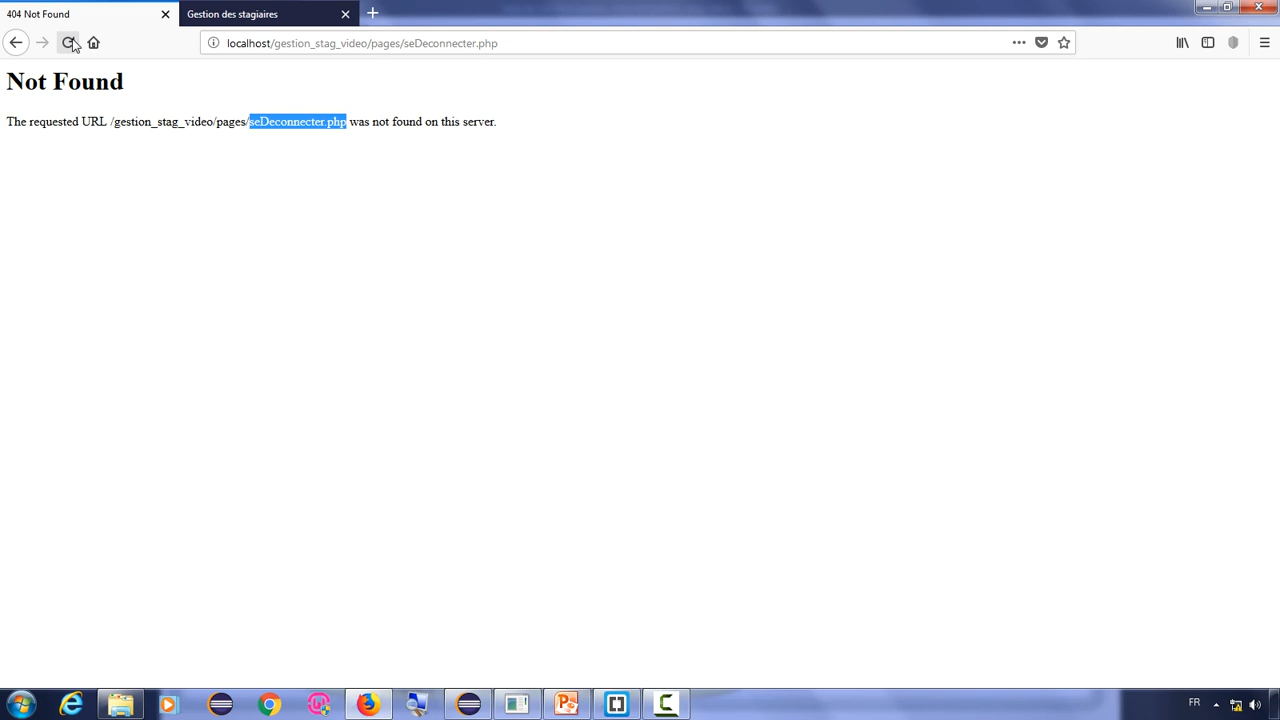 404 Not Found
Gestion des stagiaires
localhost/gestion_stag_video/pages/seDeconnecter.php
Not Found
The requested URL /gestion_stag_video/pages/seDeconnecter.php was not found on this server.
FR